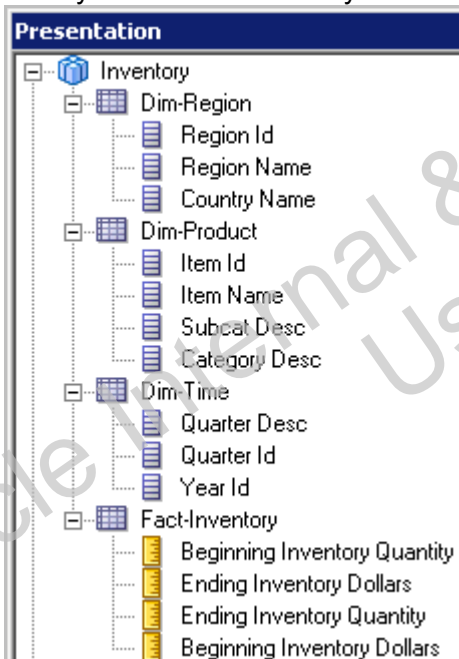 Presentation
Inventory
Dim-Region
Region Id
Region Name
Country Name
Dim-Product
Item Id
Item Name
Subcat Desc
Category Desc
Dim-Time
Quarter Desc
Quarter Id
Year Id
Fact-Inventory
Beginning Inventory Quantity
Ending Inventory Dollars
Ending Inventory Quantity
Beginning Inventory Dollars